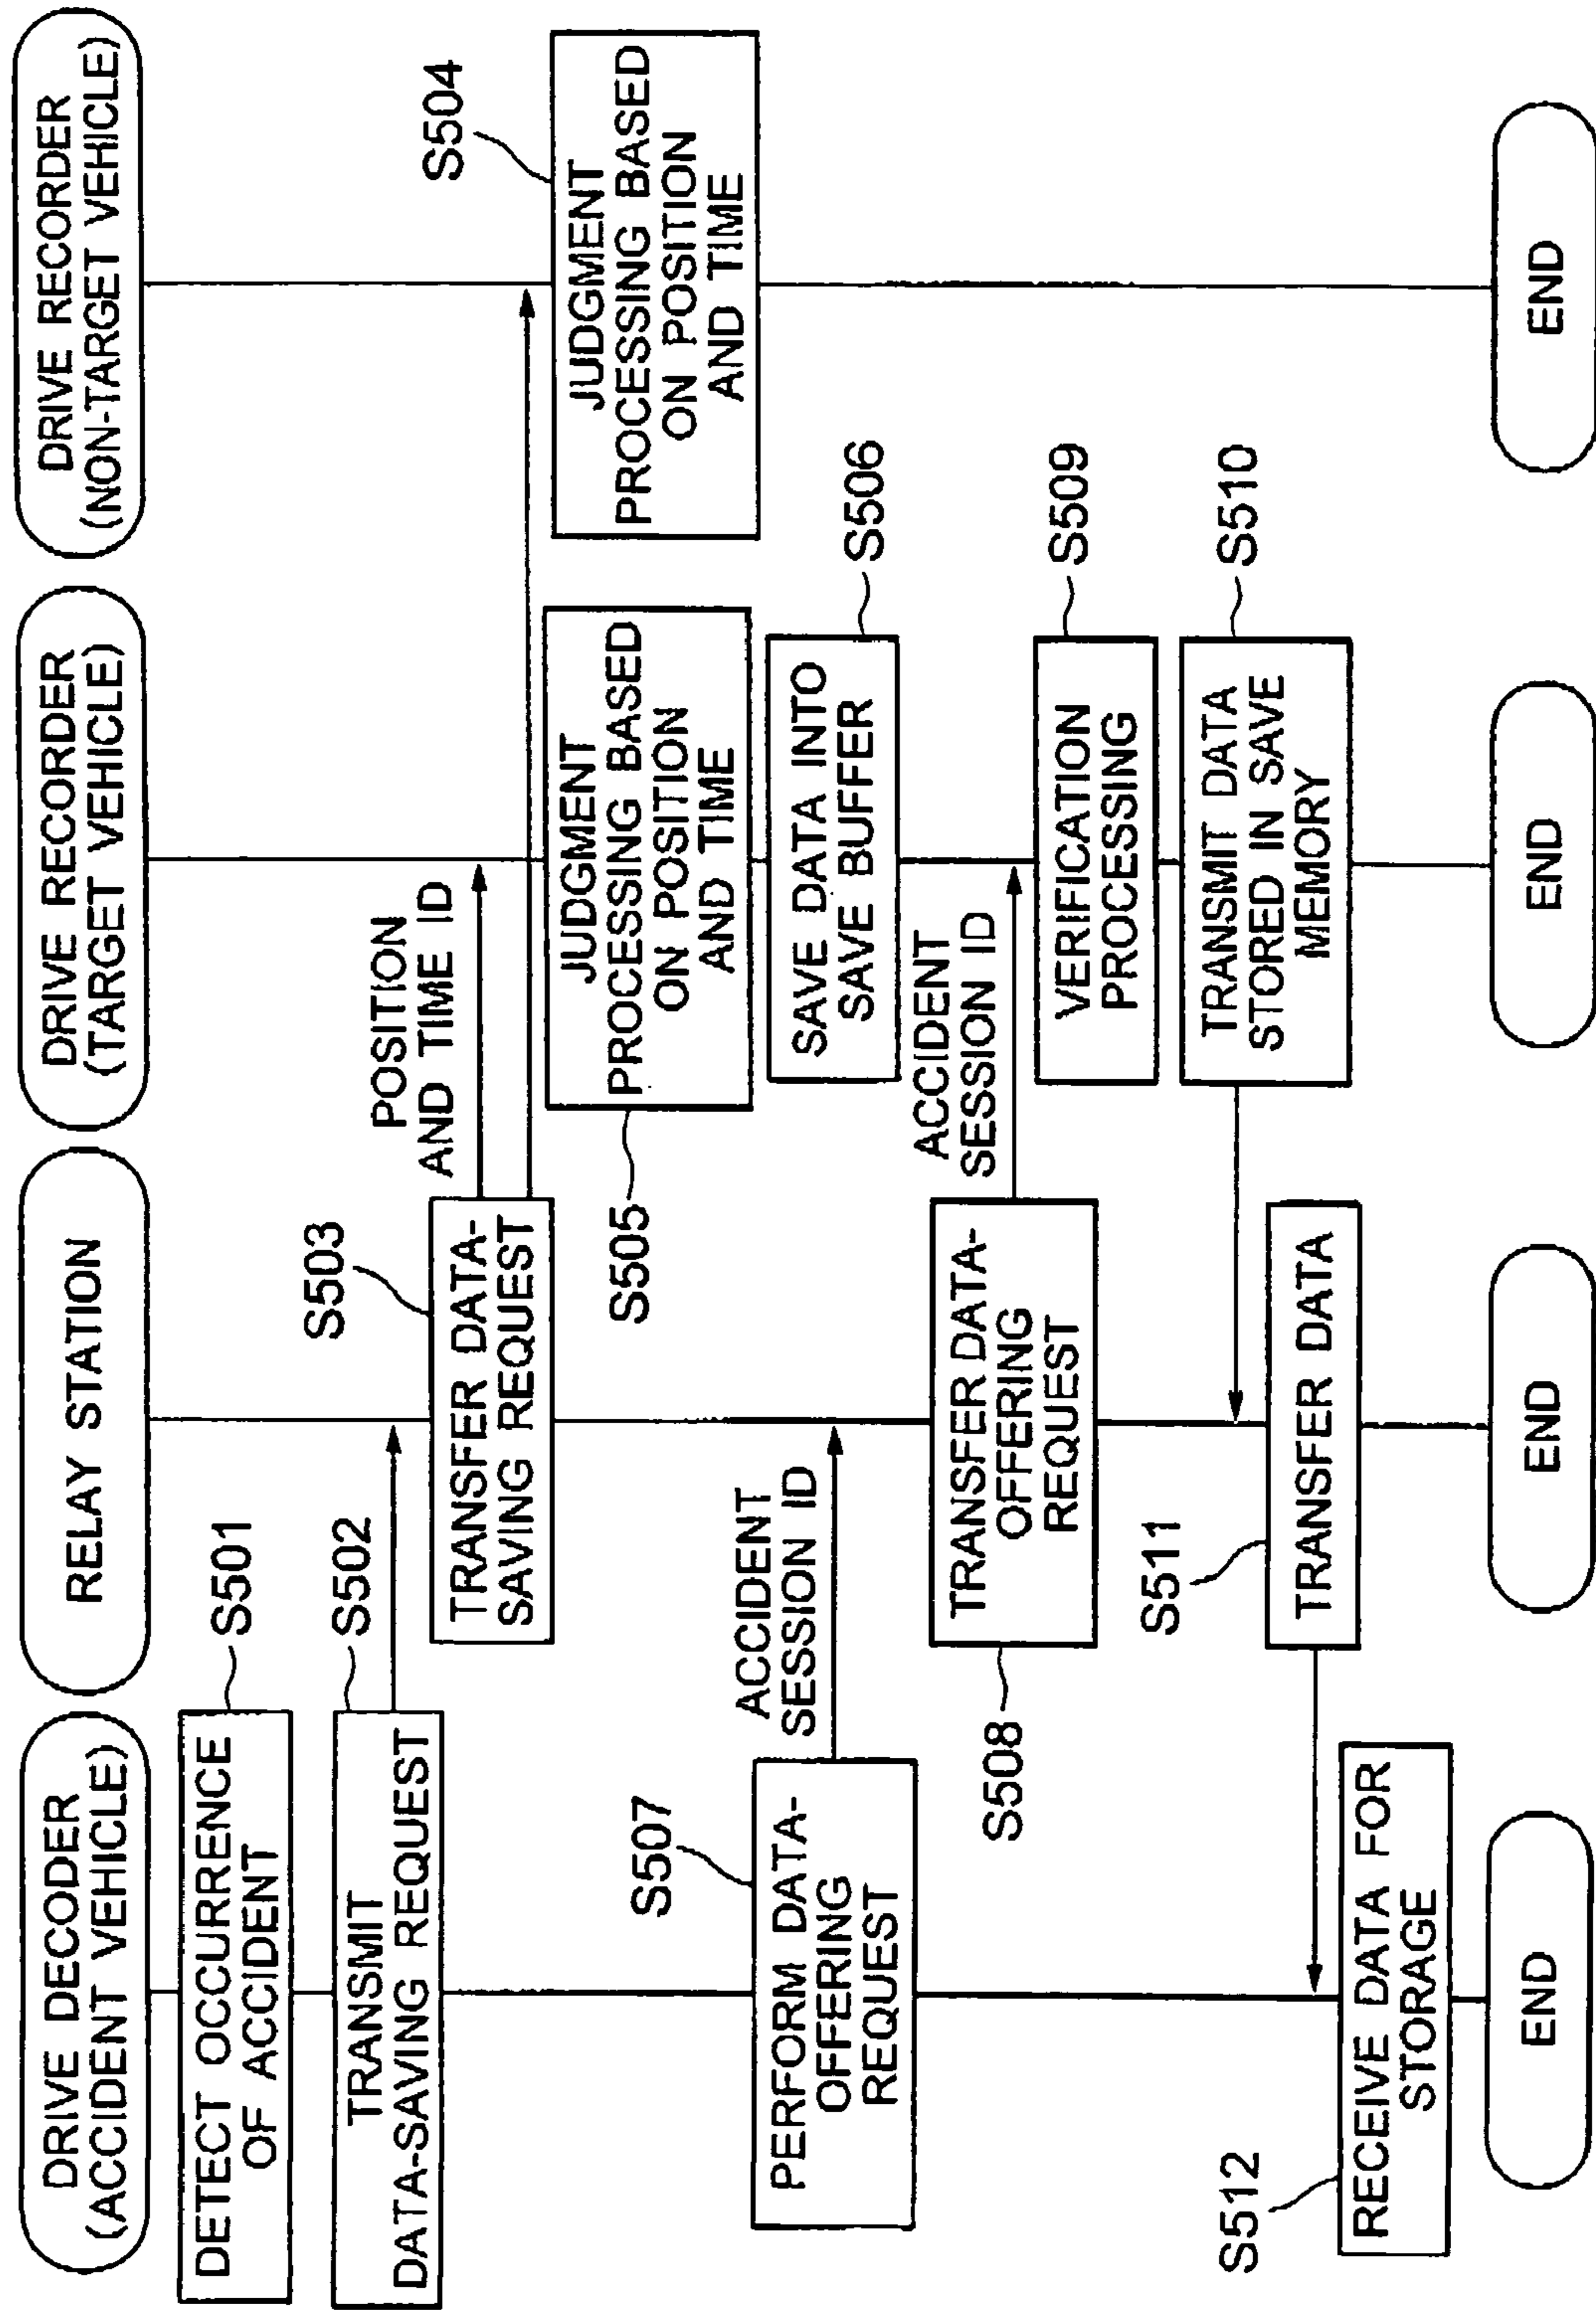 DRIVE DECODER
(ACCIDENT VEHICLE)
RELAY STATION
DRIVE RECORDER
(TARGET VEHICLE)
DRIVE RECORDER
(NON-TARGET VEHICLE)
DETECT OCCURRENCE
OF ACCIDENT
S501
TRANSMIT
DATA-SAVING REQUEST
S502
S503
TRANSFER DATA-
SAVING REQUEST
POSITION
AND TIME ID
S504
JUDGMENT
PROCESSING BASED
ON POSITION
AND TIME
S505
JUDGMENT
PROCESSING BASED
ON POSITION
AND TIME
SAVE DATA INTO
SAVE BUFFER
S506
S507
PERFORM DATA-
OFFERING
REQUEST
ACCIDENT
SESSION ID
S508
TRANSFER DATA-
OFFERING
REQUEST
ACCIDENT
SESSION ID
VERIFICATION
PROCESSING
S509
TRANSMIT DATA
STORED IN SAVE
MEMORY
S510
S511
TRANSFER DATA
S512
RECEIVE DATA FOR
STORAGE
END
END
END
END